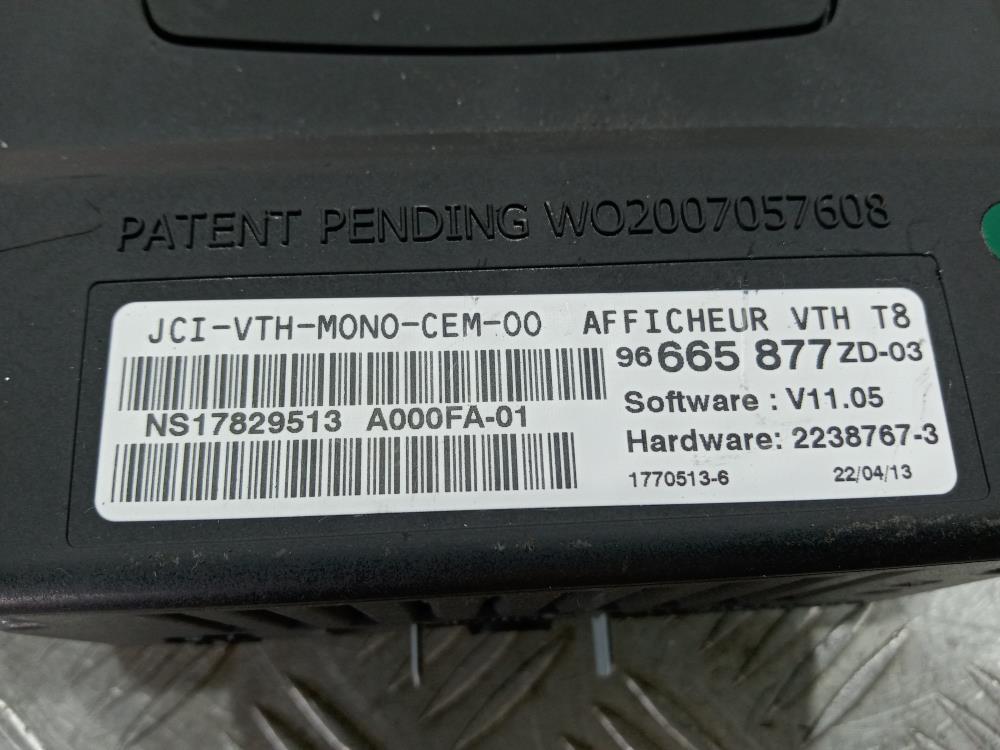 PATENT PENDING WO2007057608
JCI-VTH-MONO-CEM-00 AFFICHEUR VTH T8
96 665 877 ZD-03
NS17829513 A000FA-01
Software : V11.05
Hardware: 2238767-3
1770513-6 22/04/13